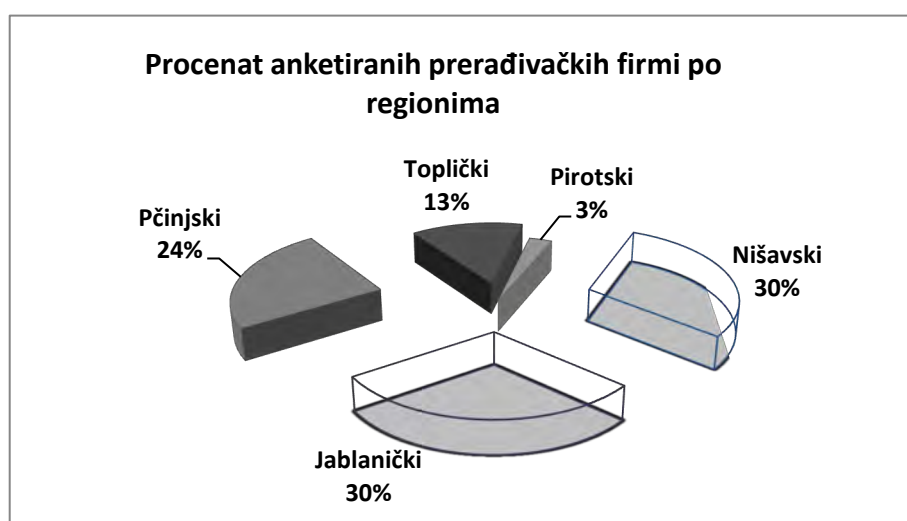 Procenat anketiranih prerađivačkih firmi po
regionima
Toplički
13%
Pirotski
3%
Pčinjski
24%
Nišavski
30%
Jablanički
30%